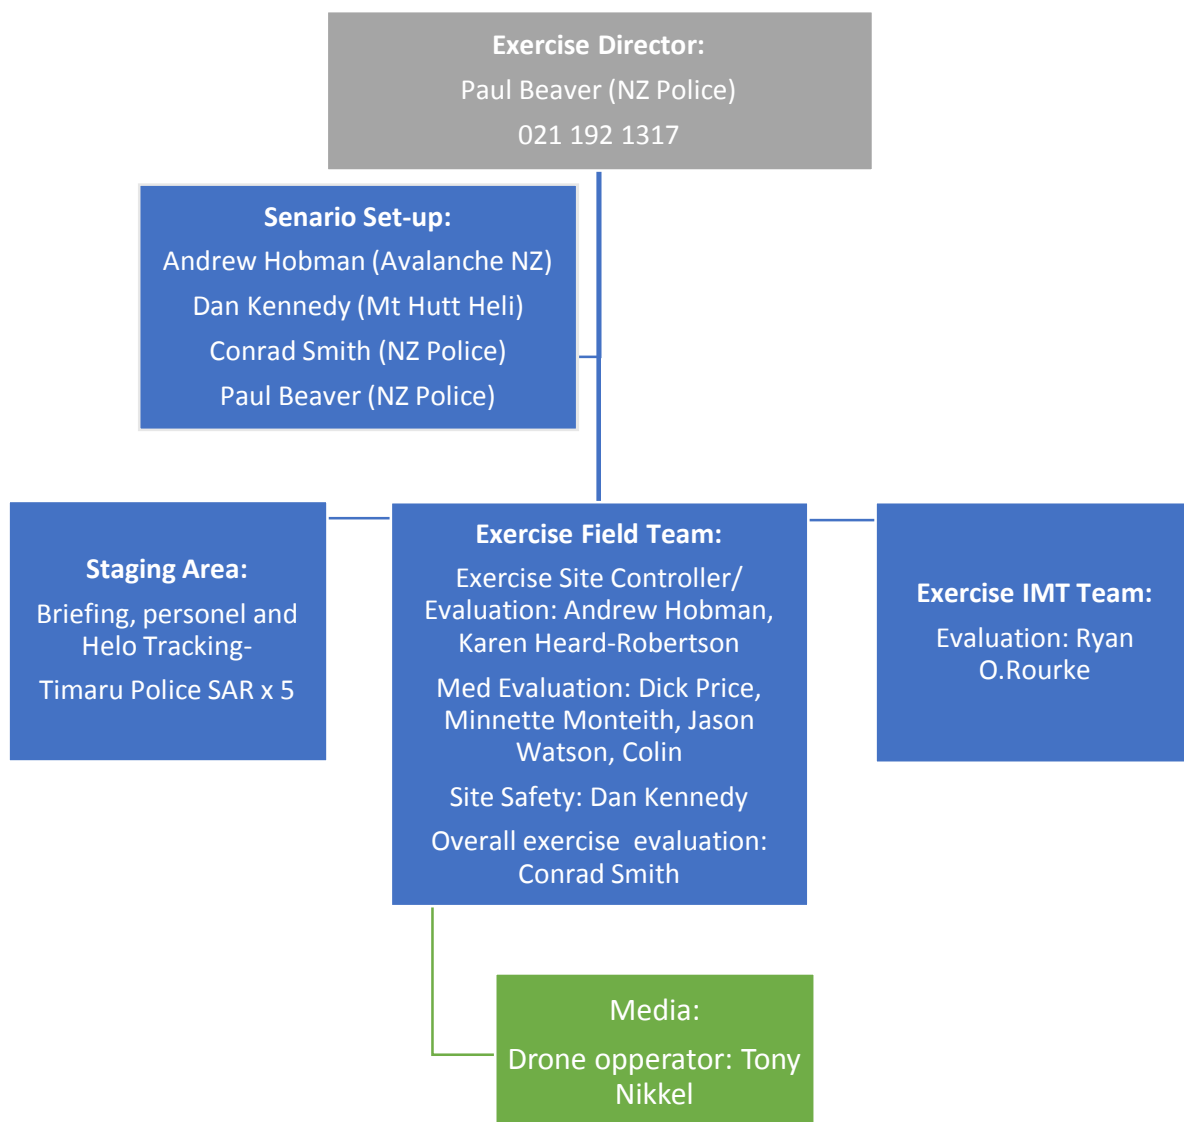 Exercise Director:
Paul Beaver (NZ Police)
021 192 1317
Senario Set-up:
Andrew Hobman (Avalanche NZ)
Dan Kennedy (Mt Hutt Heli)
Conrad Smith (NZ Police)
Paul Beaver (NZ Police)
Staging Area:
Briefing, personel and
Helo Tracking-
Timaru Police SAR x 5
Exercise Field Team:
Exercise Site Controller/
Evaluation: Andrew Hobman,
Karen Heard-Robertson
Med Evaluation: Dick Price,
Minnette Monteith, Jason
Watson, Colin
Site Safety: Dan Kennedy
Overall exercise  evaluation:
Conrad Smith
Exercise IMT Team:
Evaluation: Ryan
O.Rourke
Media:
Drone opperator: Tony
Nikkel